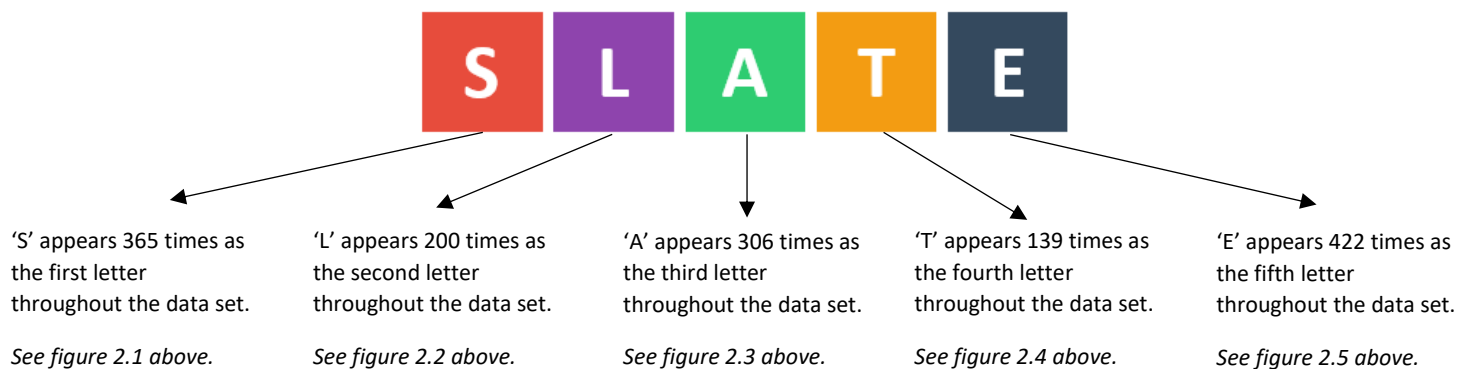 S L A T E
'S' appears 365 times as
the first letter
throughout the data set.
See figure 2.1 above.
'L' appears 200 times as
the second letter
throughout the data set.
See figure 2.2 above.
'A' appears 306 times as
the third letter
throughout the data set.
See figure 2.3 above.
'T' appears 139 times as
the fourth letter
throughout the data set.
See figure 2.4 above.
'E' appears 422 times as
the fifth letter
throughout the data set.
See figure 2.5 above.